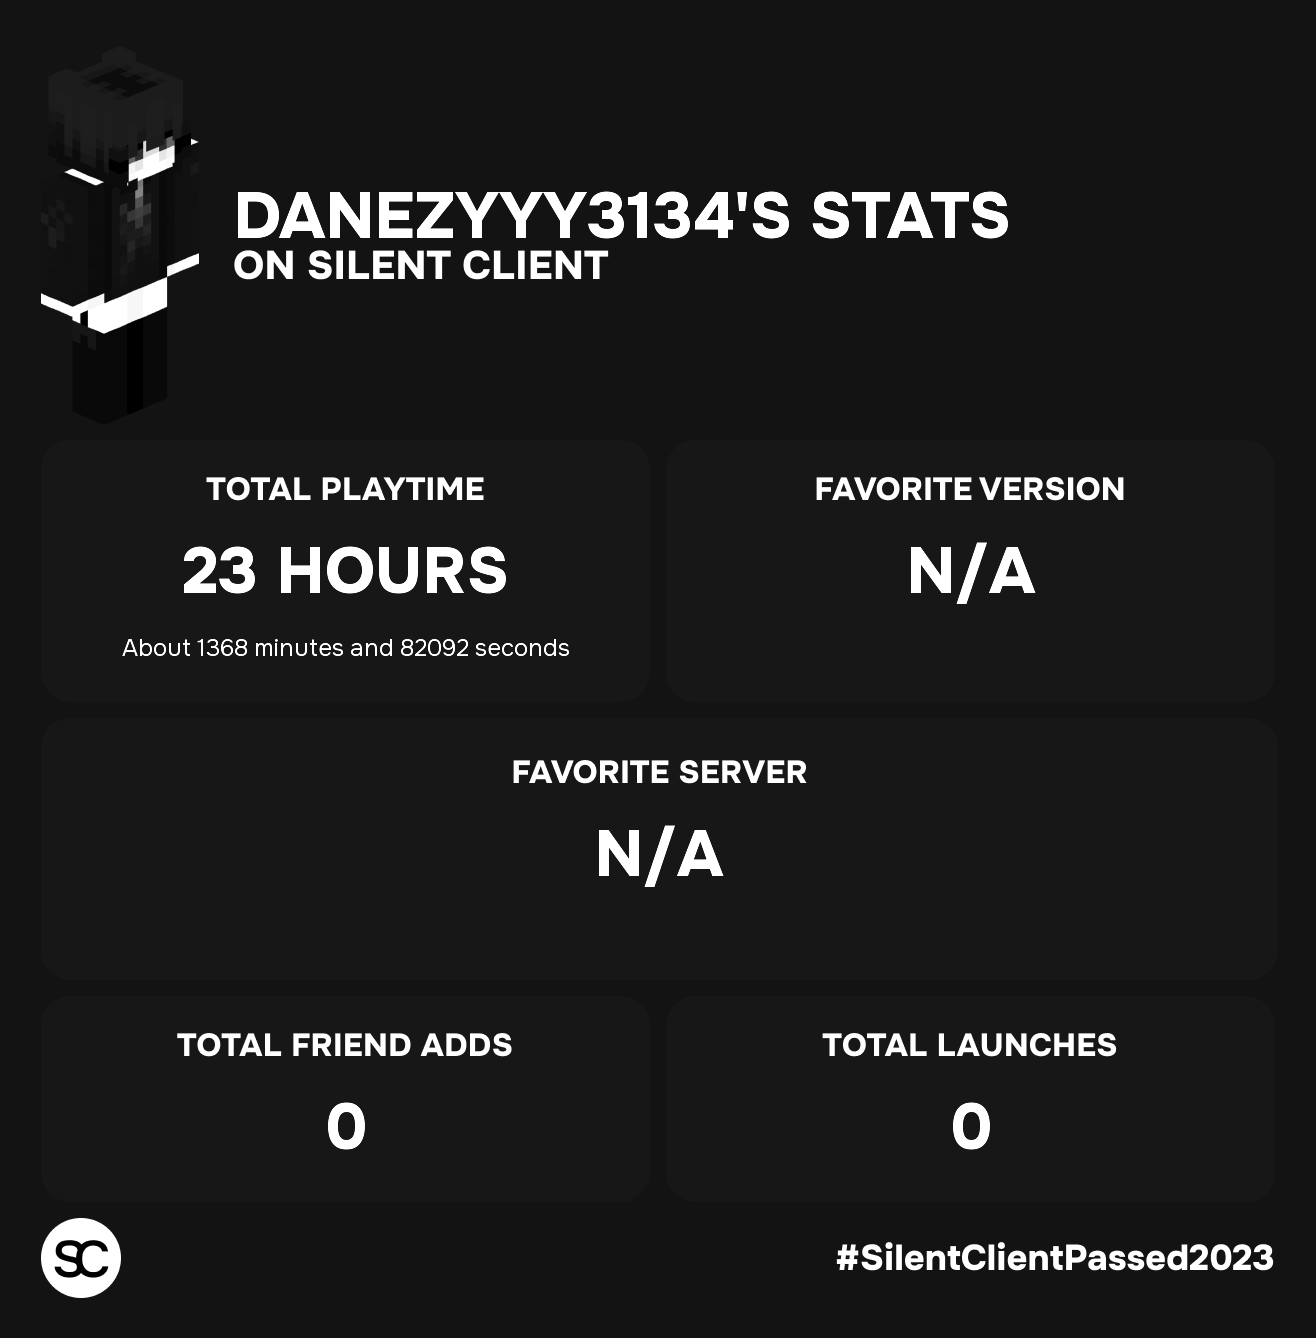 DANEZYYY3134'S STATS
ON SILENT CLIENT
TOTAL PLAYTIME
23 HOURS
About 1368 minutes and 82092 seconds
FAVORITE VERSION
N/A
FAVORITE SERVER
N/A
TOTAL FRIEND ADDS
0
TOTAL LAUNCHES
0
SC
#SilentClientPassed2023